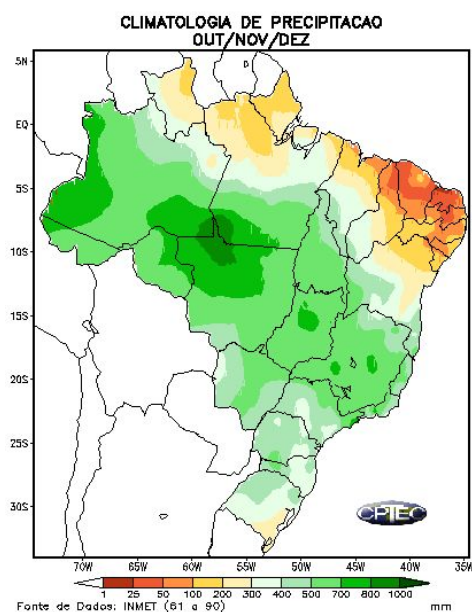 CLIMATOLOGIA DE PRECIPITACAO
OUT/NOV/DEZ
5N
EQ
5S
10S
15S
20S
25S
30S
CPTEC
70W 65W 60W 55W 50W 45W 40W 35W
1 25 50 100 200 300 400 500 700 800 1000 mm
Fonte de Dados: INMET (61 a 90)